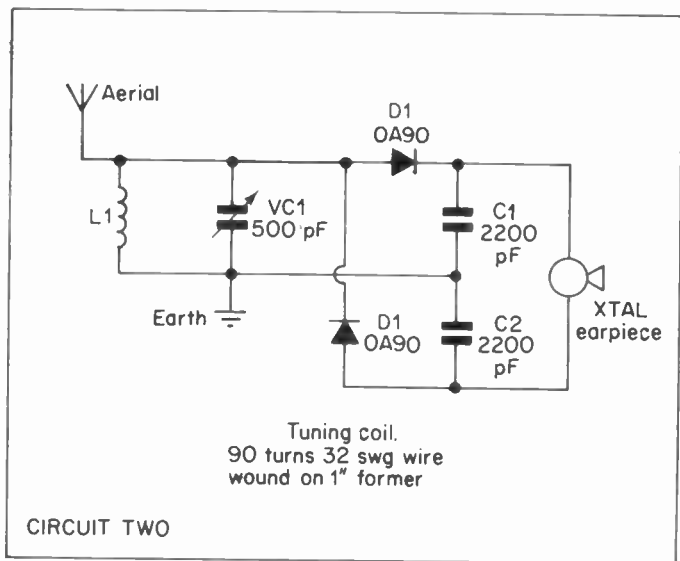 Aerial
D1
OA90
L1
VC1
500 pF
C1
2200
pF
Earth
D1
OA90
C2
2200
pF
XTAL
earpiece
Tuning coil.
90 turns 32 swg wire
wound on 1" former
CIRCUIT TWO